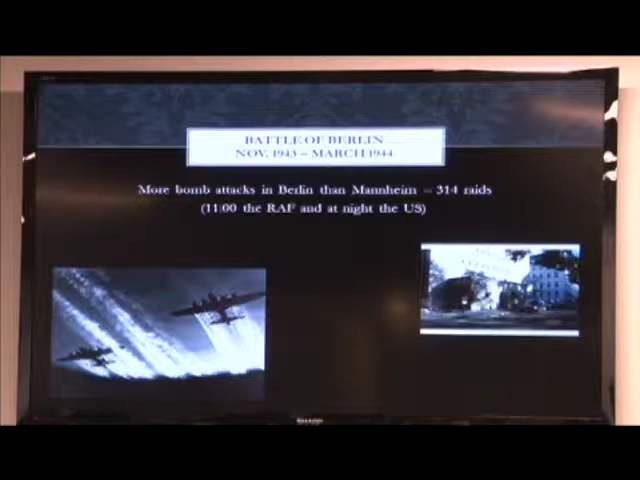 BATTLE OF BERLIN
NOV. 1943 – MARCH 1944
More bomb attacks in Berlin than Mannheim – 314 raids
(11:00 the RAF and at night the US)
SHARP